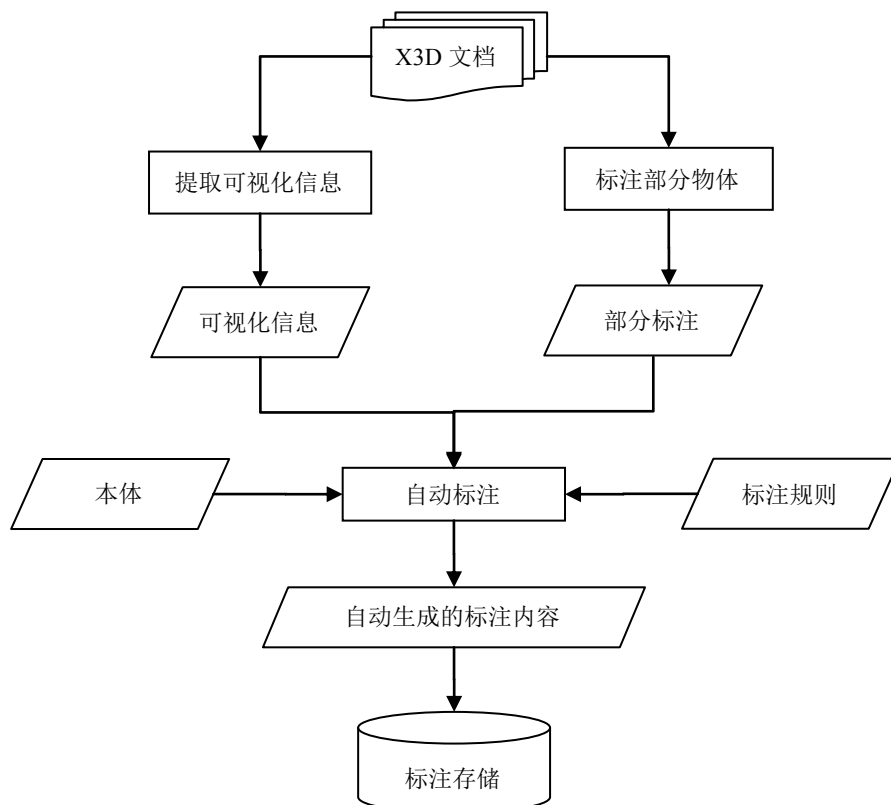 X3D 文档
提取可视化信息
标注部分物体
可视化信息
部分标注
本体
自动标注
标注规则
自动生成的标注内容
标注存储